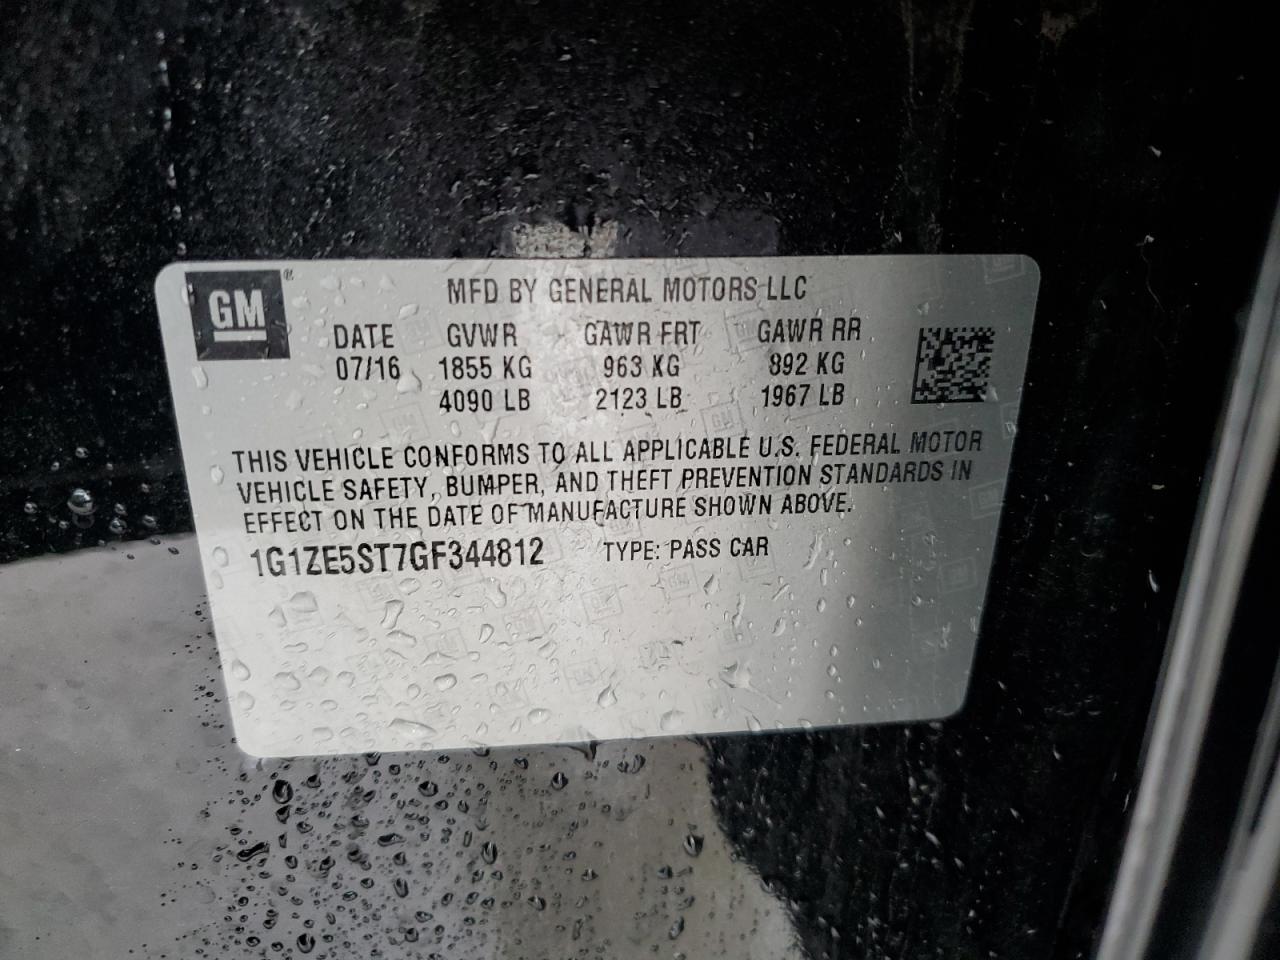 GM®
MFD BY GENERAL MOTORS LLC
DATE GVWR GAWR FRT GAWR RR
07/16 1855 KG 963 KG 892 KG
4090 LB 2123 LB 1967 LB
THIS VEHICLE CONFORMS TO ALL APPLICABLE U.S. FEDERAL MOTOR
VEHICLE SAFETY, BUMPER, AND THEFT PREVENTION STANDARDS IN
EFFECT ON THE DATE OF MANUFACTURE SHOWN ABOVE.
1G1ZE5ST7GF344812 TYPE: PASS CAR